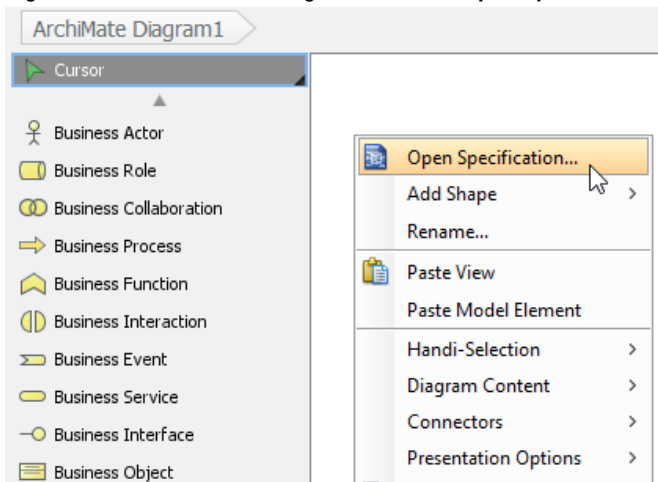 ArchiMate Diagram1
Cursor
Business Actor
Business Role
Business Collaboration
Business Process
Business Function
Business Interaction
Business Event
Business Service
Business Interface
Business Object
Open Specification...
Add Shape
Rename...
Paste View
Paste Model Element
Handi-Selection
Diagram Content
Connectors
Presentation Options